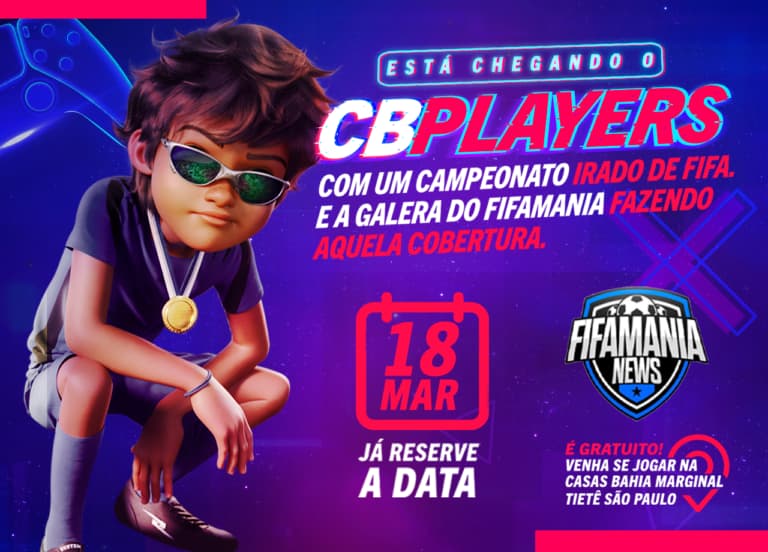 ESTÁ CHEGANDO O
CBPLAYERS
COM UM CAMPEONATO IRADO DE FIFA.
E A GALERA DO FIFAMANIA FAZENDO
AQUELA COBERTURA.
18
MAR
JÁ RESERVE
A DATA
FIFAMANIA
NEWS
É GRATUITO!
VENHA SE JOGAR NA
CASAS BAHIA MARGINAL
TIETÊ SÃO PAULO